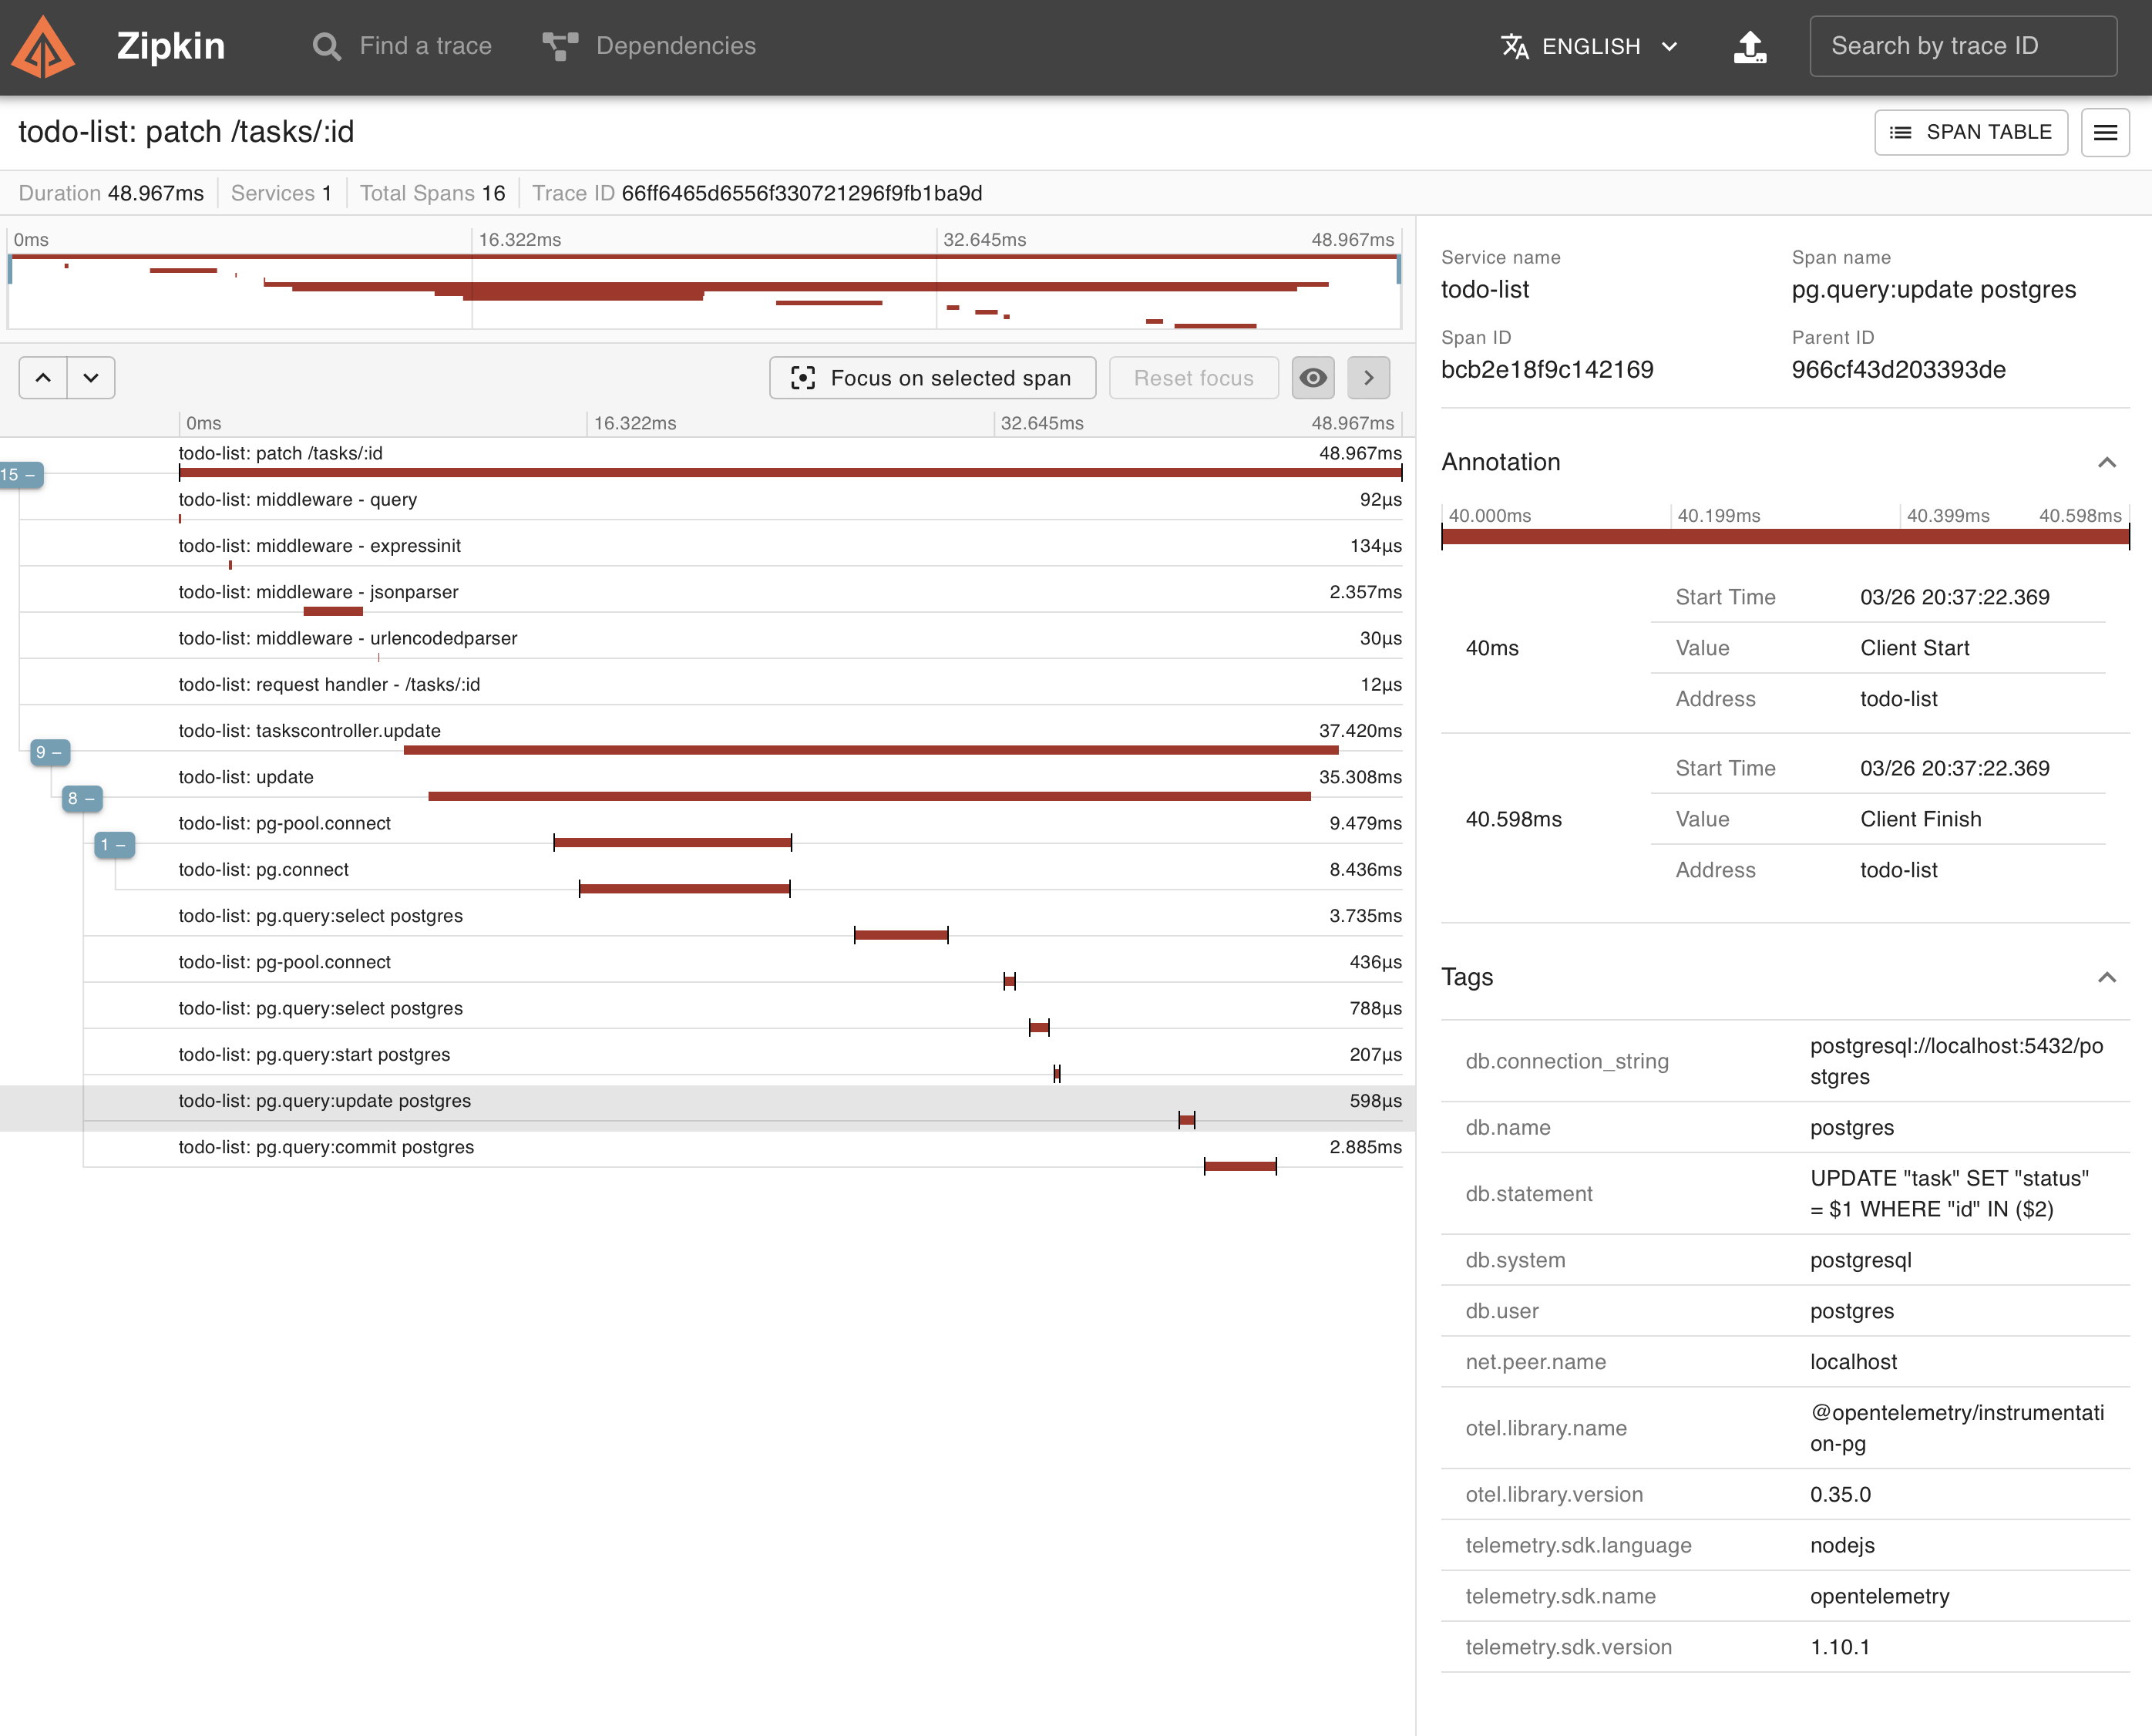 Zipkin
Find a trace
Dependencies
ENGLISH
Search by trace ID
todo-list: patch /tasks/:id
SPAN TABLE
Duration 48.967ms
Services 1
Total Spans 16
Trace ID 66ff6465d6556f330721296f9fb1ba9d
0ms 16.322ms 32.645ms 48.967ms
Focus on selected span
Reset focus
0ms 16.322ms 32.645ms 48.967ms
todo-list: patch /tasks/:id 48.967ms
15 –
todo-list: middleware - query 92µs
todo-list: middleware - expressinit 134µs
todo-list: middleware - jsonparser 2.357ms
todo-list: middleware - urlencodedparser 30µs
todo-list: request handler - /tasks/:id 12µs
todo-list: taskscontroller.update 37.420ms
9 –
todo-list: update 35.308ms
8 –
todo-list: pg-pool.connect 9.479ms
1 –
todo-list: pg.connect 8.436ms
todo-list: pg.query:select postgres 3.735ms
todo-list: pg-pool.connect 436µs
todo-list: pg.query:select postgres 788µs
todo-list: pg.query:start postgres 207µs
todo-list: pg.query:update postgres 598µs
todo-list: pg.query:commit postgres 2.885ms
Service name
todo-list
Span name
pg.query:update postgres
Span ID
bcb2e18f9c142169
Parent ID
966cf43d203393de
Annotation
40.000ms 40.199ms 40.399ms 40.598ms
40ms
Start Time 03/26 20:37:22.369
Value Client Start
Address todo-list
40.598ms
Start Time 03/26 20:37:22.369
Value Client Finish
Address todo-list
Tags
db.connection_string
postgresql://localhost:5432/po
stgres
db.name postgres
db.statement
UPDATE "task" SET "status"
= $1 WHERE "id" IN ($2)
db.system postgresql
db.user postgres
net.peer.name localhost
otel.library.name
@opentelemetry/instrumentati
on-pg
otel.library.version 0.35.0
telemetry.sdk.language nodejs
telemetry.sdk.name opentelemetry
telemetry.sdk.version 1.10.1